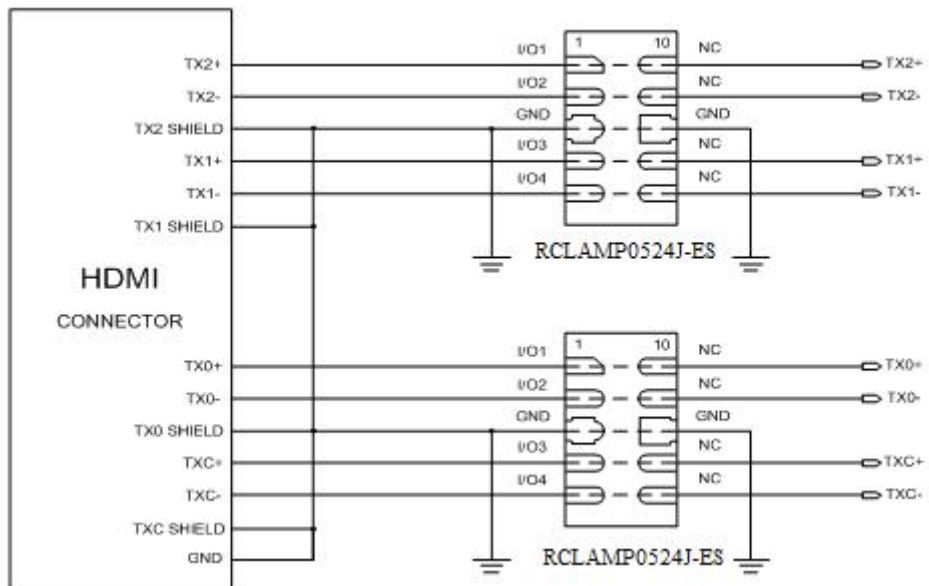 I/O1 1 10 NC
TX2+ TX2+
I/O2 NC
TX2- TX2-
GND GND
TX2 SHIELD
I/O3 NC
TX1+ TX1+
I/O4 NC
TX1- TX1-
TX1 SHIELD
RCLAMP0524J-ES
HDMI
CONNECTOR
I/O1 1 10 NC
TX0+ TX0+
I/O2 NC
TX0- TX0-
GND GND
TX0 SHIELD
I/O3 NC
TXC+ TXC+
I/O4 NC
TXC- TXC-
TXC SHIELD
GND
RCLAMP0524J-ES